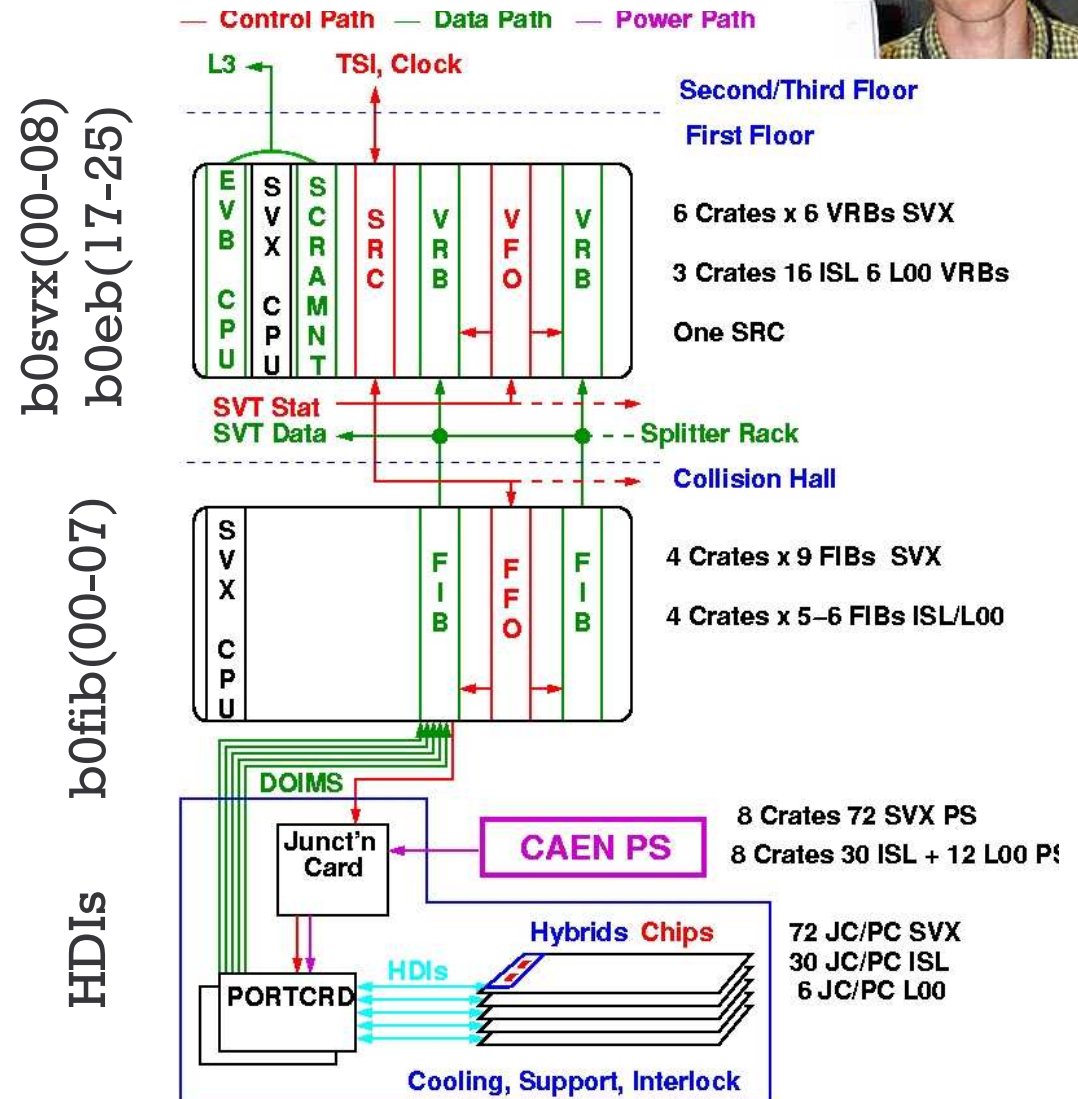 — Control Path — Data Path — Power Path
L3
TSI, Clock
Second/Third Floor
First Floor
b0svx(00-08)
b0eb(17-25)
EVB CPU
SVX CPU
SCRAMNT
SRC
VRB
VFO
VRB
6 Crates x 6 VRBs SVX
3 Crates 16 ISL 6 L00 VRBs
One SRC
SVT Stat
SVT Data
Splitter Rack
Collision Hall
b0fib(00-07)
SVX CPU
FIB
FFO
FIB
4 Crates x 9 FIBs SVX
4 Crates x 5–6 FIBs ISL/L00
DOIMS
HDIs
Junct'n
Card
CAEN PS
8 Crates 72 SVX PS
8 Crates 30 ISL + 12 L00 PS
Hybrids Chips
HDIs
PORTCRD
72 JC/PC SVX
30 JC/PC ISL
6 JC/PC L00
Cooling, Support, Interlock